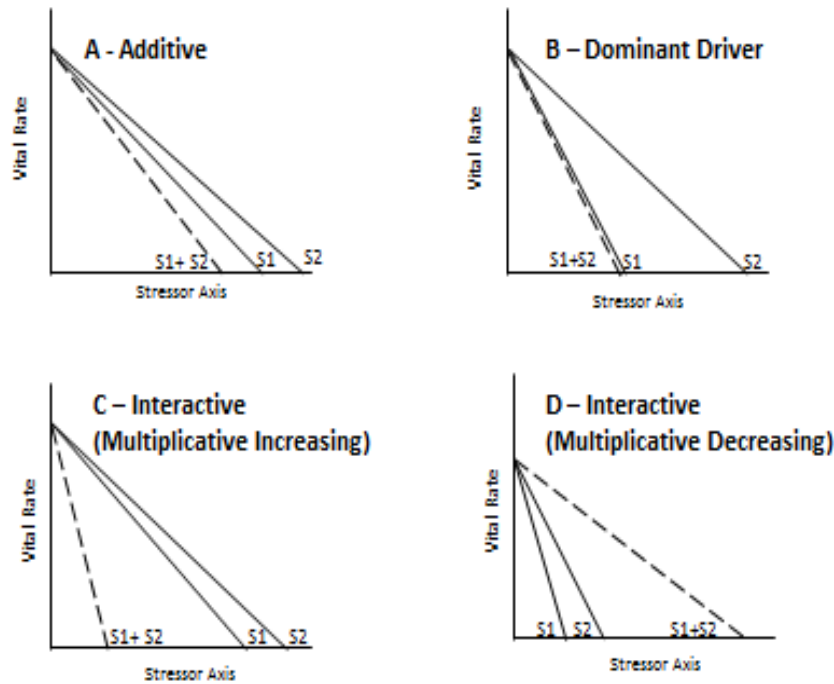 A - Additive
Vital Rate
S1+ S2
S1
S2
Stressor Axis
B – Dominant Driver
Vital Rate
S1+S2
S1
S2
Stressor Axis
C – Interactive
(Multiplicative Increasing)
Vital Rate
S1+ S2
S1
S2
Stressor Axis
D – Interactive
(Multiplicative Decreasing)
Vital Rate
S1
S2
S1+S2
Stressor Axis